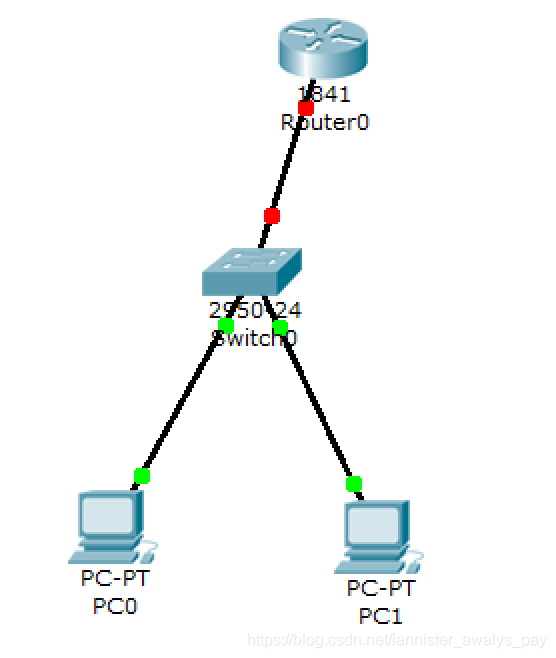 1841
Router0
2950-24
Switch0
PC-PT
PC0
PC-PT
PC1
https://blog.csdn.net/lannister_awalys_pay